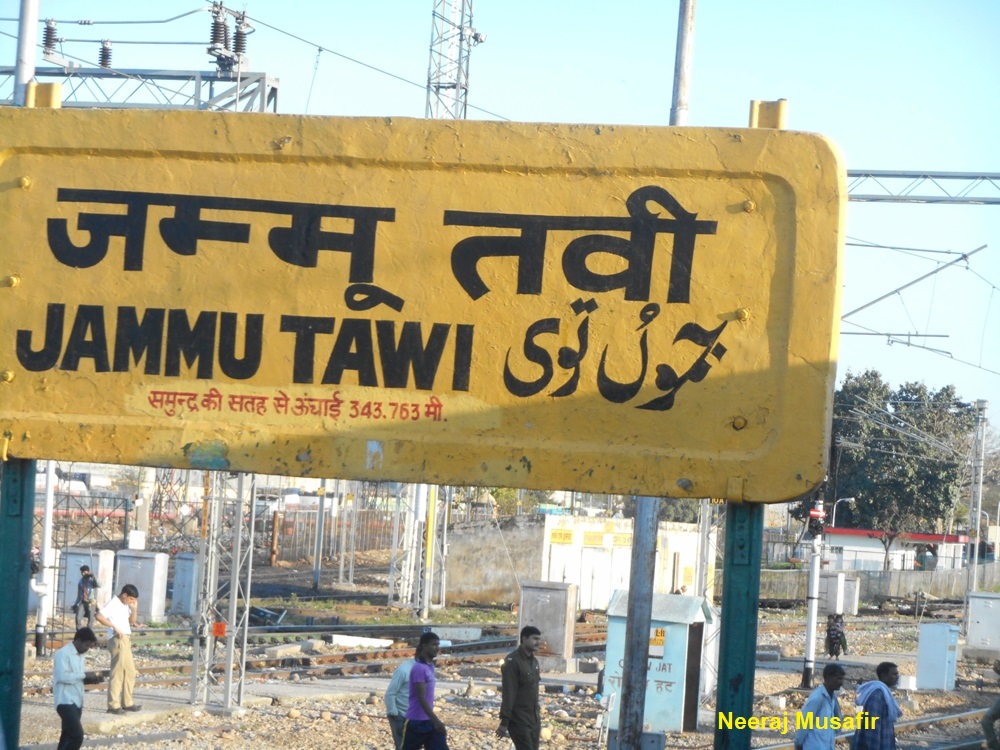 जम्मू तवी
JAMMU TAWI جموں توی
समुन्द्र की सतह से ऊंचाई 343.763 मी.
Neeraj Musafir